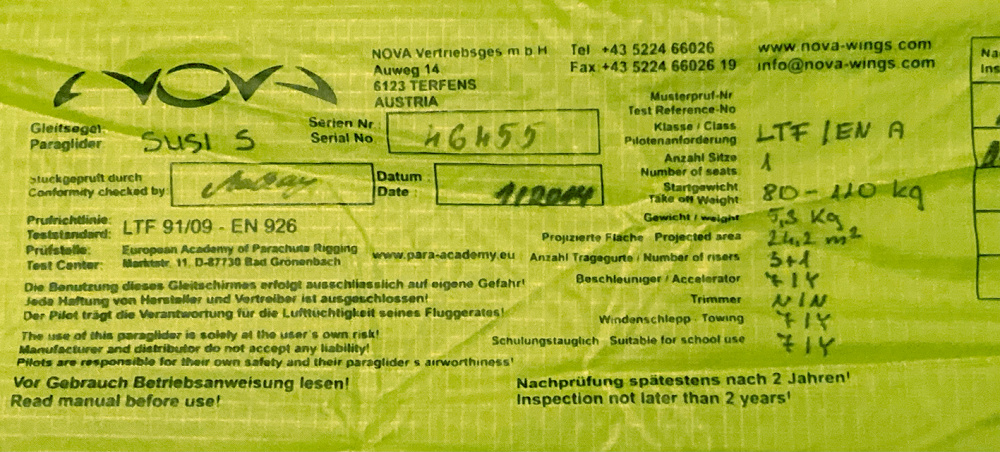 NOVA
NOVA Vertriebsges m b H
Auweg 14
6123 TERFENS
AUSTRIA
Tel +43 5224 66026
Fax +43 5224 66026 19
www.nova-wings.com
info@nova-wings.com
Gleitsegel: SUSI S
Paraglider:
Serien Nr 46455
Serial No
Stückgeprüft durch
Conformity checked by:
Datum :
Date : 1/2014
Prüfrichtlinie: LTF 91/09 - EN 926
Teststandard:
Prüfstelle: European Academy of Parachute Rigging
Test Center: Marktstr. 11. D-87730 Bad Grönenbach
www.para-academy.eu
Musterpruf-Nr
Test Reference-No
Klasse / Class LTF / EN A
Pilotenanforderung
Anzahl Sitze 1
Number of seats
Startgewicht 80 - 110 kg
Take off Weight
Gewicht / weight 5,3 kg
Projizierte Fläche Projected area 24,2 m²
Anzahl Tragegurte / Number of risers 3+1
Beschleuniger / Accelerator 7 / Y
Trimmer N / N
Windenschlepp - Towing 7 / Y
Schulungstauglich Suitable for school use 7 / Y
Die Benutzung dieses Gleitschirmes erfolgt ausschliesslich auf eigene Gefahr!
Jede Haftung von Hersteller und Vertreiber ist ausgeschlossen!
Der Pilot trägt die Verantwortung für die Lufttüchtigkeit seines Fluggerates!
The use of this paraglider is solely at the user's own risk!
Manufacturer and distributor do not accept any liability!
Pilots are responsible for their own safety and their paraglider s airworthiness!
Vor Gebrauch Betriebsanweisung lesen!
Read manual before use!
Nachprüfung spätestens nach 2 Jahren!
Inspection not later than 2 years!
Na
Ins